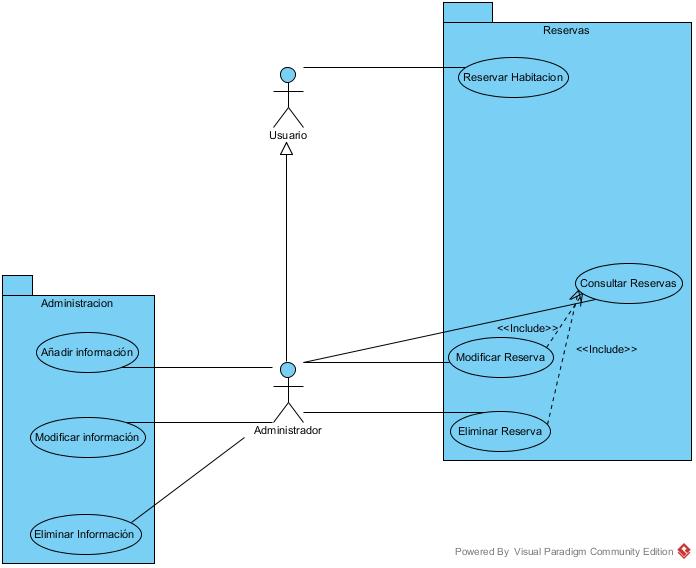 Reservas
Reservar Habitacion
Usuario
Consultar Reservas
Administracion
<<Include>>
Añadir información
Modificar Reserva
<<Include>>
Administrador
Eliminar Reserva
Modificar información
Eliminar Información
Powered By Visual Paradigm Community Edition